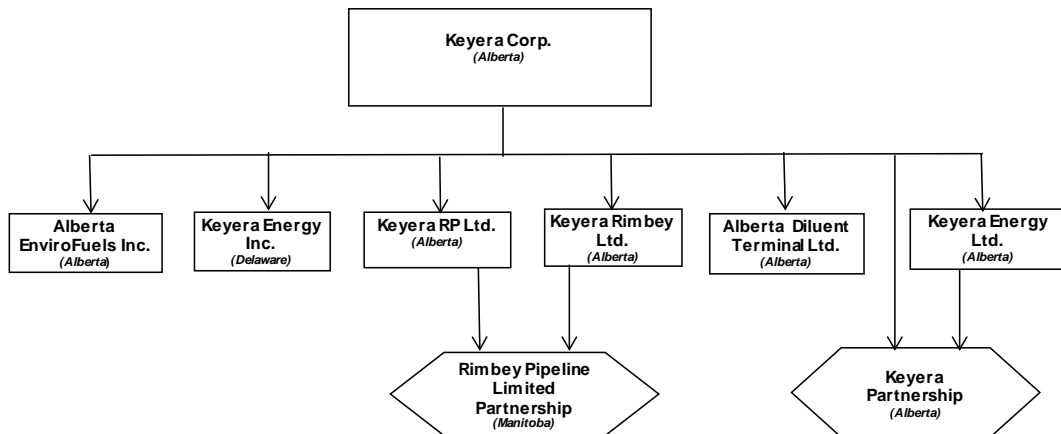 Keyera Corp.
(Alberta)
Alberta
EnviroFuels Inc.
(Alberta)
Keyera Energy
Inc.
(Delaware)
Keyera RP Ltd.
(Alberta)
Keyera Rimbey
Ltd.
(Alberta)
Alberta Diluent
Terminal Ltd.
(Alberta)
Keyera Energy
Ltd.
(Alberta)
Rimbey Pipeline
Limited
Partnership
(Manitoba)
Keyera
Partnership
(Alberta)